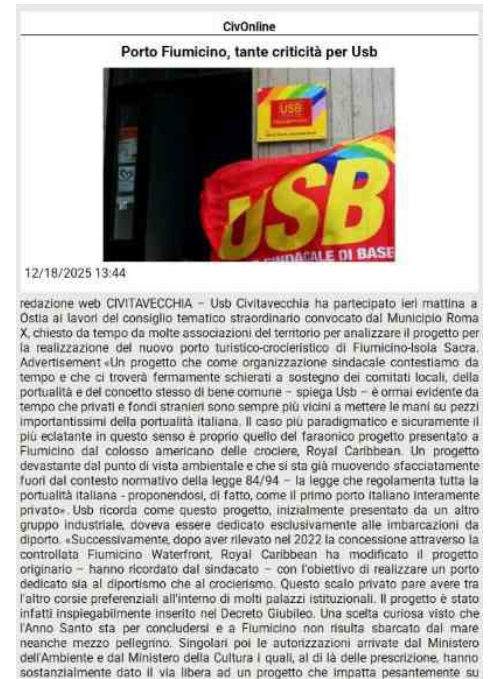 CivOnline
Porto Fiumicino, tante criticità per Usb
USB
USB
SINDACALE DI BASE
12/18/2025 13:44
redazione web CIVITAVECCHIA – Usb Civitavecchia ha partecipato ieri mattina a
Ostia ai lavori del consiglio tematico straordinario convocato dal Municipio Roma
X, chiesto da tempo da molte associazioni del territorio per analizzare il progetto per
la realizzazione del nuovo porto turistico-crocieristico di Fiumicino-Isola Sacra.
Advertisement «Un progetto che come organizzazione sindacale contestiamo da
tempo e che ci troverà fermamente schierati a sostegno dei comitati locali, della
portualità e del concetto stesso di bene comune – spiega Usb – è ormai evidente da
tempo che privati e fondi stranieri sono sempre più vicini a mettere le mani su pezzi
importantissimi della portualità italiana. Il caso più paradigmatico e sicuramente il
più eclatante in questo senso è proprio quello del faraonico progetto presentato a
Fiumicino dal colosso americano delle crociere, Royal Caribbean. Un progetto
devastante dal punto di vista ambientale e che si sta già muovendo sfacciatamente
fuori dal contesto normativo della legge 84/94 – la legge che regolamenta tutta la
portualità italiana - proponendosi, di fatto, come il primo porto italiano interamente
privato». Usb ricorda come questo progetto, inizialmente presentato da un altro
gruppo industriale, doveva essere dedicato esclusivamente alle imbarcazioni da
diporto. «Successivamente, dopo aver rilevato nel 2022 la concessione attraverso la
controllata Fiumicino Waterfront, Royal Caribbean ha modificato il progetto
originario – hanno ricordato dal sindacato – con l'obiettivo di realizzare un porto
dedicato sia al diportismo che al crocierismo. Questo scalo privato pare avere tra
l'altro corsie preferenziali all'interno di molti palazzi istituzionali. Il progetto è stato
infatti inspiegabilmente inserito nel Decreto Giubileo. Una scelta curiosa visto che
l'Anno Santo sta per concludersi e a Fiumicino non risulta sbarcato dal mare
neanche mezzo pellegrino. Singolari poi le autorizzazioni arrivate dal Ministero
dell'Ambiente e dal Ministero della Cultura i quali, al di là delle prescrizione, hanno
sostanzialmente dato il via libera ad un progetto che impatta pesantemente su